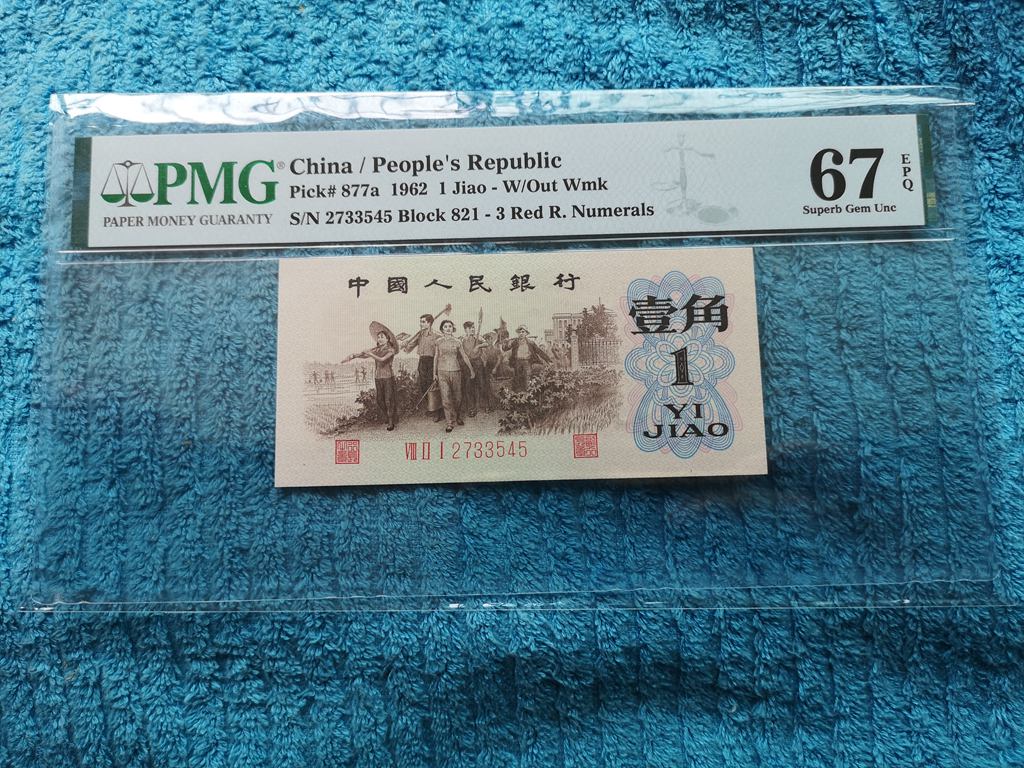 PMG®
PAPER MONEY GUARANTY
China / People's Republic
Pick# 877a 1962 1 Jiao - W/Out Wmk
S/N 2733545 Block 821 - 3 Red R. Numerals
67 EPQ
Superb Gem Unc
中國人民銀行
壹角
1
YI
JIAO
VIII II I 2733545